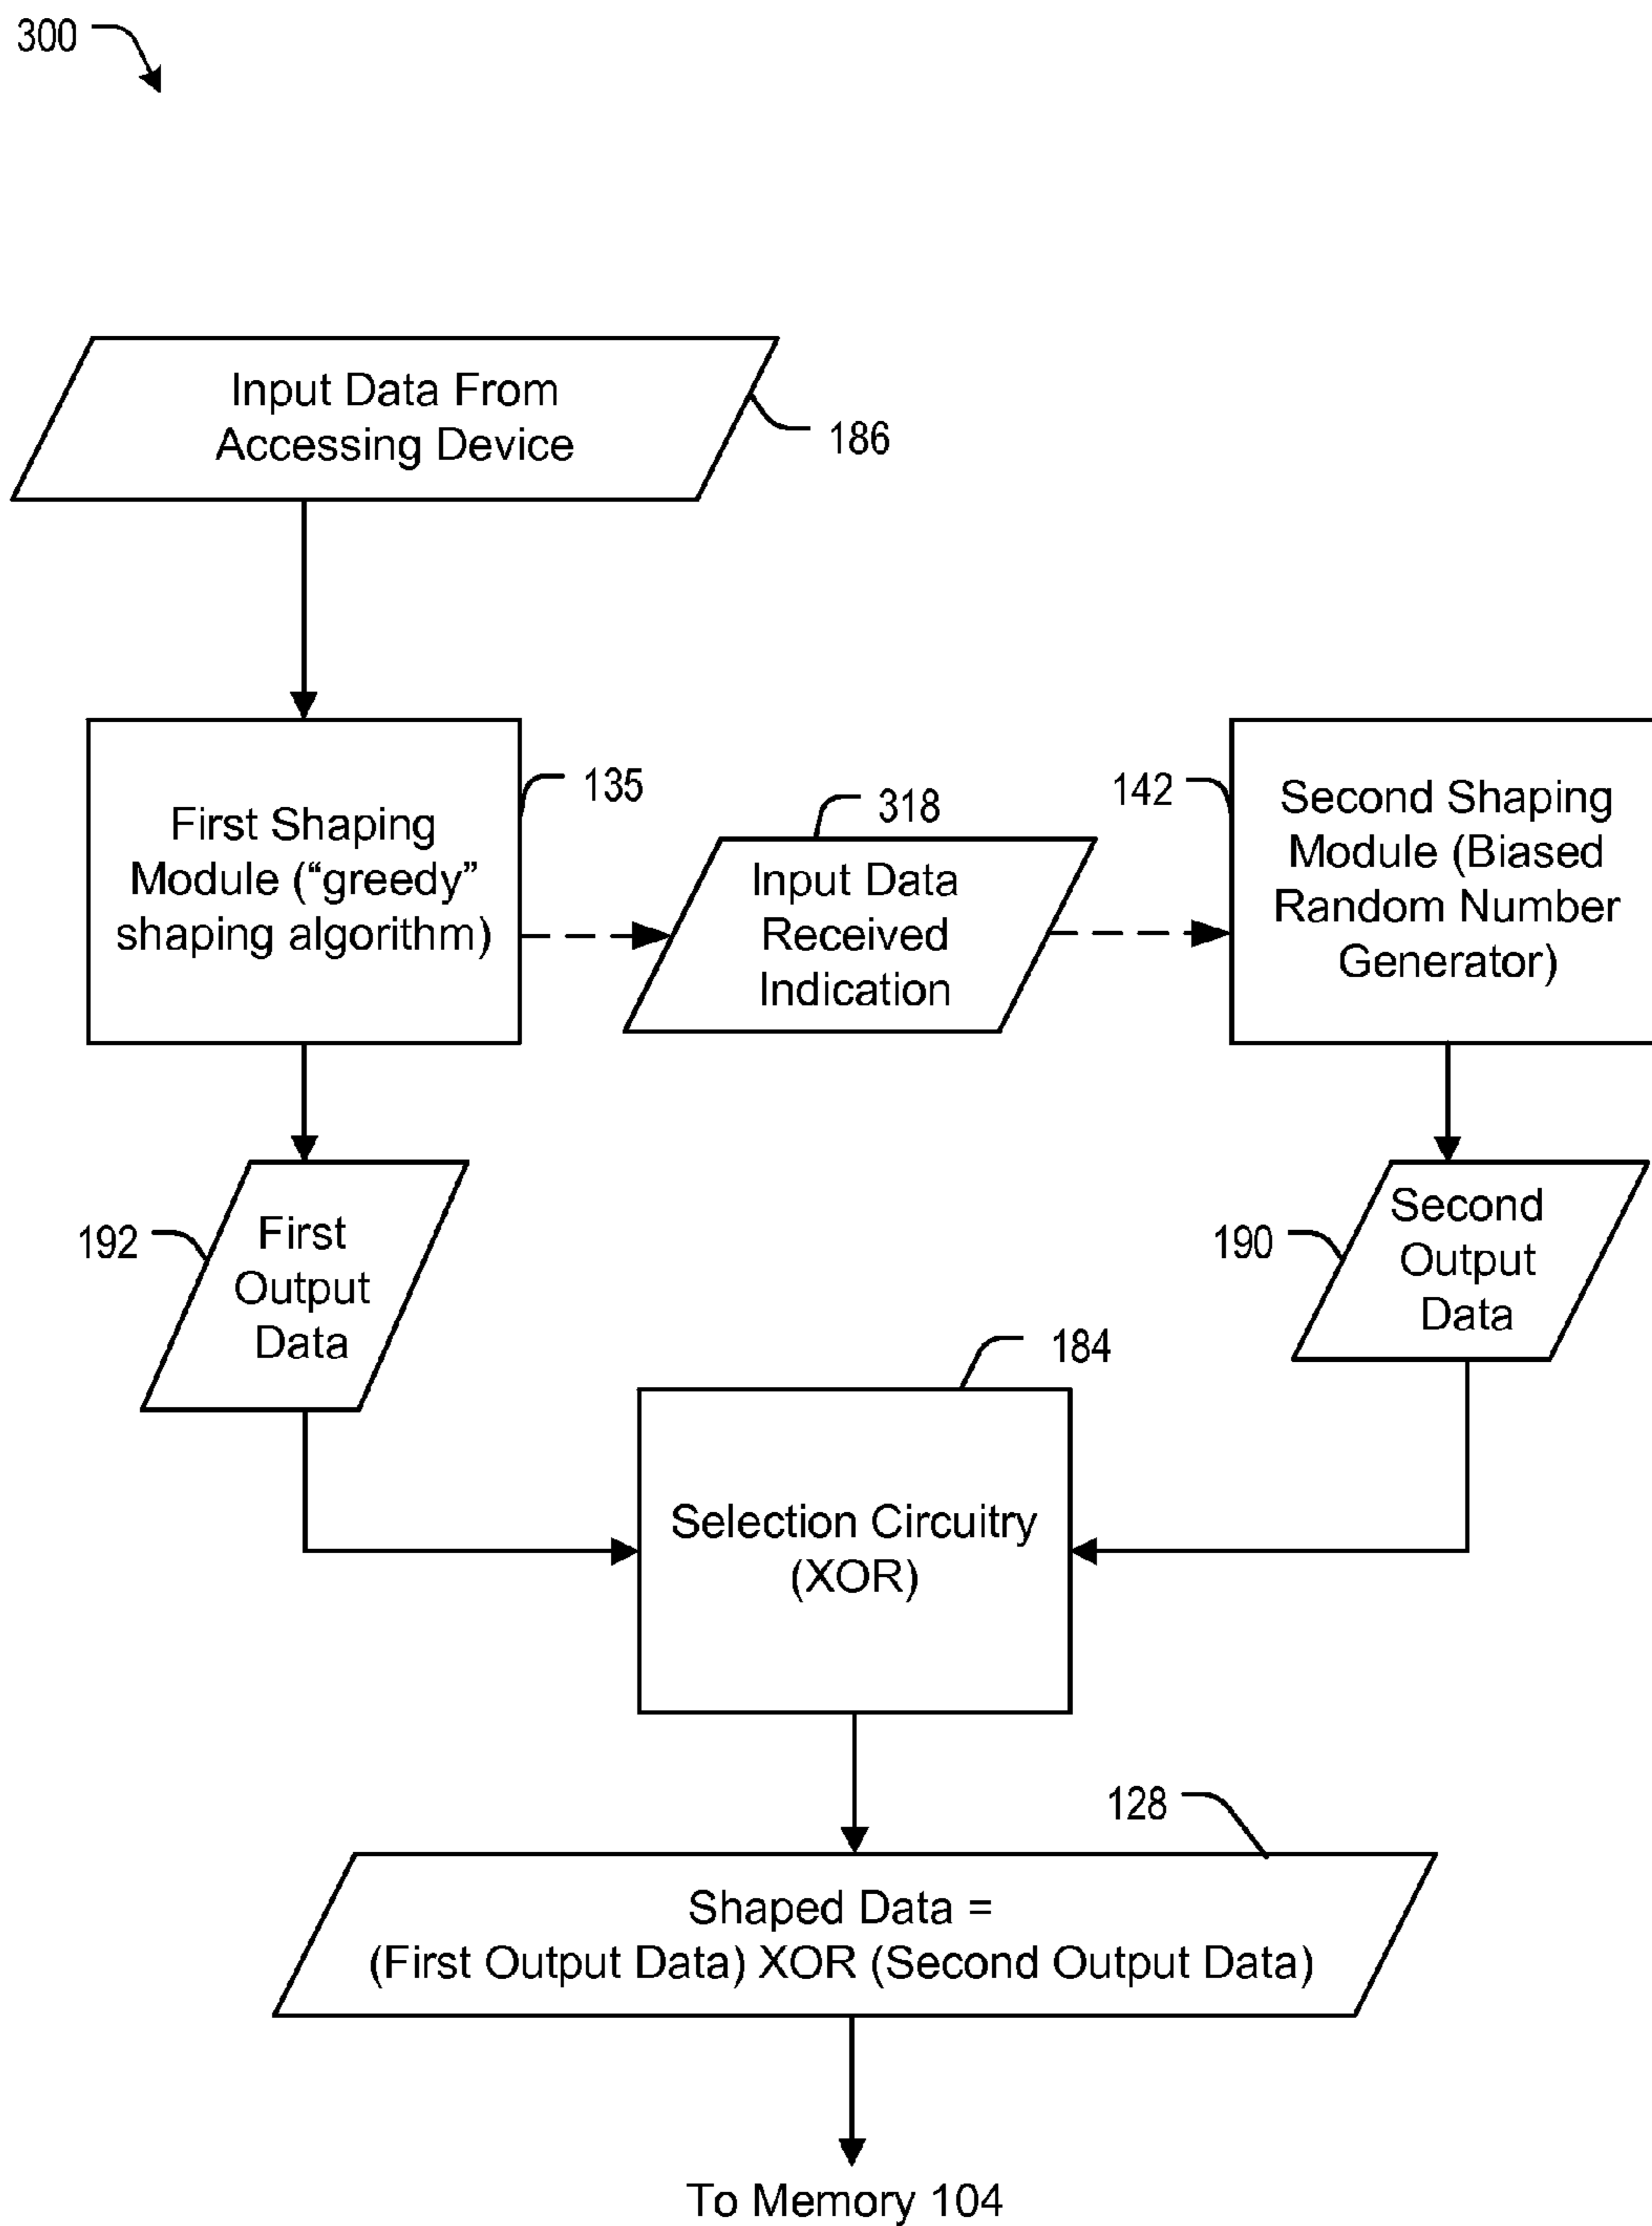 300
Input Data From
Accessing Device
186
First Shaping
Module (“greedy”
shaping algorithm)
135
318
Input Data
Received
Indication
142
Second Shaping
Module (Biased
Random Number
Generator)
192
First
Output
Data
190
Second
Output
Data
184
Selection Circuitry
(XOR)
128
Shaped Data =
(First Output Data) XOR (Second Output Data)
To Memory 104